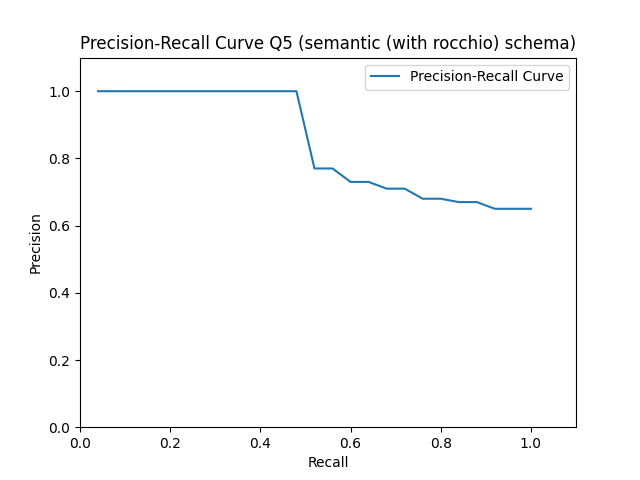 Precision-Recall Curve Q5 (semantic (with rocchio) schema)
Precision-Recall Curve
1.0
0.8
0.6
0.4
0.2
0.0
Precision
0.0 0.2 0.4 0.6 0.8 1.0
Recall